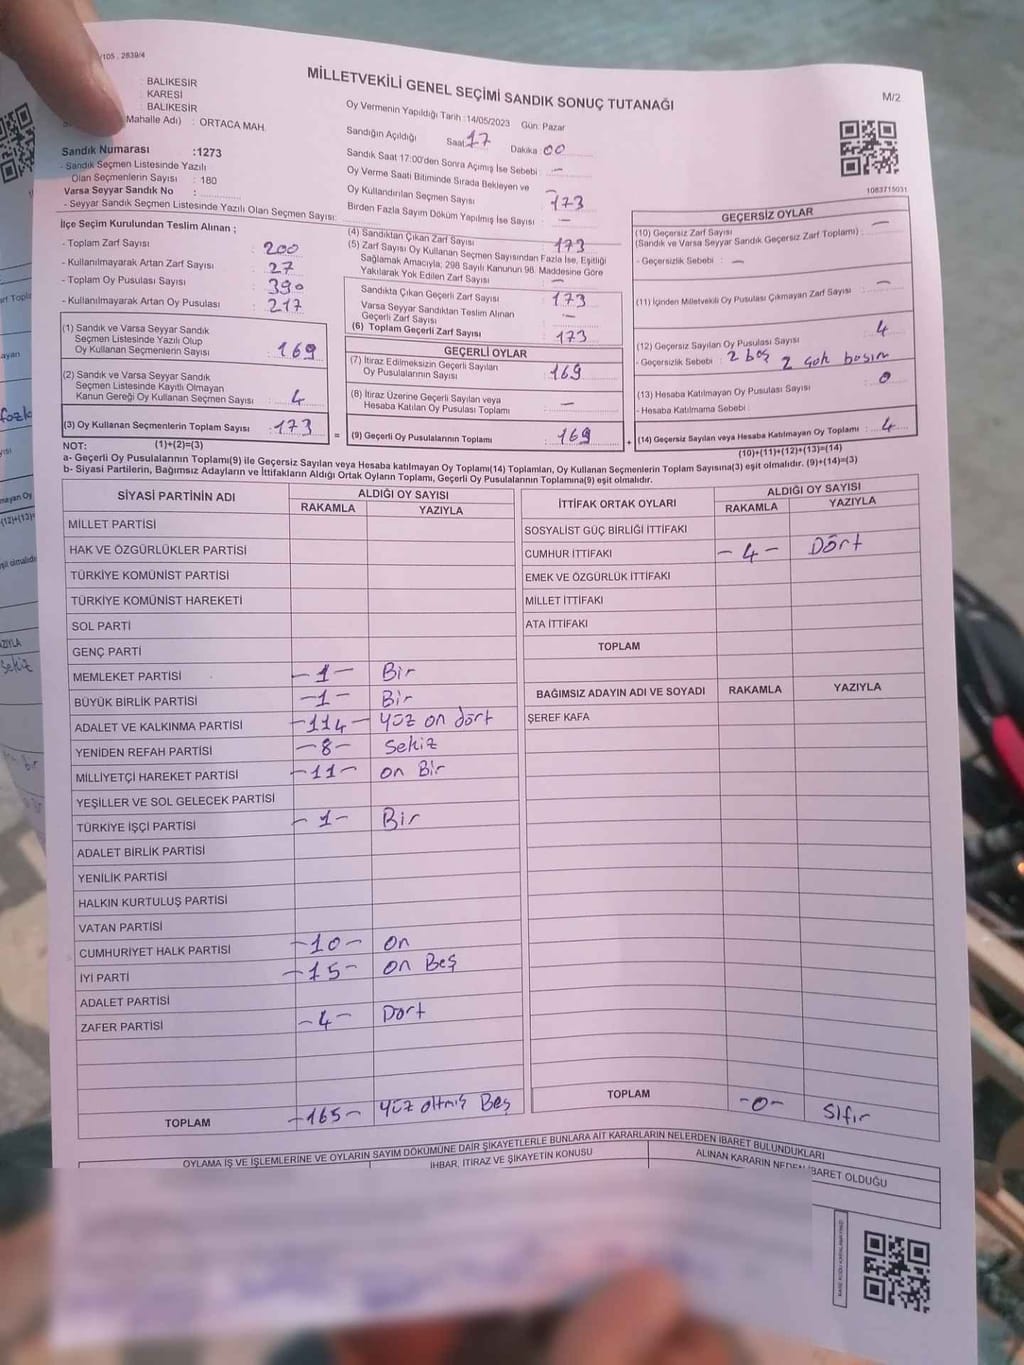 /105 . 2839/4
MİLLETVEKİLİ GENEL SEÇİMİ SANDIK SONUÇ TUTANAĞI
M/2
: BALIKESİR
: KARESİ
: BALIKESİR
Mahalle Adı) : ORTACA MAH.
Sandık Numarası :1273
- Sandık Seçmen Listesinde Yazılı
Olan Seçmenlerin Sayısı : 180
Varsa Seyyar Sandık No :
- Seyyar Sandık Seçmen Listesinde Yazılı Olan Seçmen Sayısı:
Oy Vermenin Yapıldığı Tarih :14/05/2023 Gün: Pazar
Sandığın Açıldığı Saat 17 Dakika 00
Sandık Saat 17:00'den Sonra Açımış İse Sebebi : —
Oy Verme Saati Bitiminde Sırada Bekleyen ve
Oy Kullandırılan Seçmen Sayısı : —
173
Birden Fazla Sayım Döküm Yapılmış İse Sayısı : —
1083715031
İlçe Seçim Kurulundan Teslim Alınan ;
- Toplam Zarf Sayısı : 200
- Kullanılmayarak Artan Zarf Sayısı : 27
- Toplam Oy Pusulası Sayısı : 390
- Kullanılmayarak Artan Oy Pusulası : 217
(1) Sandık ve Varsa Seyyar Sandık
Seçmen Listesinde Yazılı Olup
Oy Kullanan Seçmenlerin Sayısı : 169
(2) Sandık ve Varsa Seyyar Sandık
Seçmen Listesinde Kayıtlı Olmayan
Kanun Gereği Oy Kullanan Seçmen Sayısı : 4
(3) Oy Kullanan Seçmenlerin Toplam Sayısı : 173
(4) Sandıktan Çıkan Zarf Sayısı : 173
(5) Zarf Sayısı Oy Kullanan Seçmen Sayısından Fazla İse, Eşitliği
Sağlamak Amacıyla; 298 Sayılı Kanunun 98. Maddesine Göre
Yakılarak Yok Edilen Zarf Sayısı : —
Sandıkta Çıkan Geçerli Zarf Sayısı : 173
Varsa Seyyar Sandıktan Teslim Alınan
Geçerli Zarf Sayısı : —
(6) Toplam Geçerli Zarf Sayısı : 173
GEÇERLİ OYLAR
(7) İtiraz Edilmeksizin Geçerli Sayılan
Oy Pusulalarının Sayısı : 169
(8) İtiraz Üzerine Geçerli Sayılan veya
Hesaba Katılan Oy Pusulası Toplamı : —
= (9) Geçerli Oy Pusulalarının Toplamı : 169 +
GEÇERSİZ OYLAR
(10) Geçersiz Zarf Sayısı
(Sandık ve Varsa Seyyar Sandık Geçersiz Zarf Toplamı) : —
- Geçersizlik Sebebi : —
(11) İçinden Milletvekili Oy Pusulası Çıkmayan Zarf Sayısı : —
(12) Geçersiz Sayılan Oy Pusulası Sayısı : 4
- Geçersizlik Sebebi : 2 boş 2 çok basım
(13) Hesaba Katılmayan Oy Pusulası Sayısı : 0
- Hesaba Katılmama Sebebi :
(14) Geçersiz Sayılan veya Hesaba Katılmayan Oy Toplamı : 4
NOT: (1)+(2)=(3)
(10)+(11)+(12)+(13)=(14)
a- Geçerli Oy Pusulalarının Toplamı(9) ile Geçersiz Sayılan veya Hesaba katılmayan Oy Toplamı(14) Toplamları, Oy Kullanan Seçmenlerin Toplam Sayısına(3) eşit olmalıdır. (9)+(14)=(3)
b- Siyasi Partilerin, Bağımsız Adayların ve İttifakların Aldığı Ortak Oyların Toplamı, Geçerli Oy Pusulalarının Toplamına(9) eşit olmalıdır.
SİYASİ PARTİNİN ADI ALDIĞI OY SAYISI
RAKAMLA YAZIYLA
MİLLET PARTİSİ
HAK VE ÖZGÜRLÜKLER PARTİSİ
TÜRKİYE KOMÜNİST PARTİSİ
TÜRKİYE KOMÜNİST HAREKETİ
SOL PARTİ
GENÇ PARTİ
MEMLEKET PARTİSİ -1- Bir
BÜYÜK BİRLİK PARTİSİ -1- Bir
ADALET VE KALKINMA PARTİSİ -114- Yüz on dört
YENİDEN REFAH PARTİSİ -8- Sekiz
MİLLİYETÇİ HAREKET PARTİSİ -11- on Bir
YEŞİLLER VE SOL GELECEK PARTİSİ
TÜRKİYE İŞÇİ PARTİSİ -1- Bir
ADALET BİRLİK PARTİSİ
YENİLİK PARTİSİ
HALKIN KURTULUŞ PARTİSİ
VATAN PARTİSİ
CUMHURİYET HALK PARTİSİ -10- On
İYİ PARTİ -15- on Beş
ADALET PARTİSİ
ZAFER PARTİSİ -4- Dört
TOPLAM -165- Yüz altmış Beş
İTTİFAK ORTAK OYLARI ALDIĞI OY SAYISI
RAKAMLA YAZIYLA
SOSYALİST GÜÇ BİRLİĞİ İTTİFAKI
CUMHUR İTTİFAKI -4- Dört
EMEK VE ÖZGÜRLÜK İTTİFAKI
MİLLET İTTİFAKI
ATA İTTİFAKI
TOPLAM
BAĞIMSIZ ADAYIN ADI VE SOYADI RAKAMLA YAZIYLA
ŞEREF KAFA
TOPLAM -0- Sıfır
OYLAMA İŞ VE İŞLEMLERİNE VE OYLARIN SAYIM DÖKÜMÜNE DAİR ŞİKAYETLERLE BUNLARA AİT KARARLARIN NELERDEN İBARET BULUNDUKLARI
İHBAR, İTİRAZ VE ŞİKAYETİN KONUSU
ALINAN KARARIN NEDEN İBARET OLDUĞU